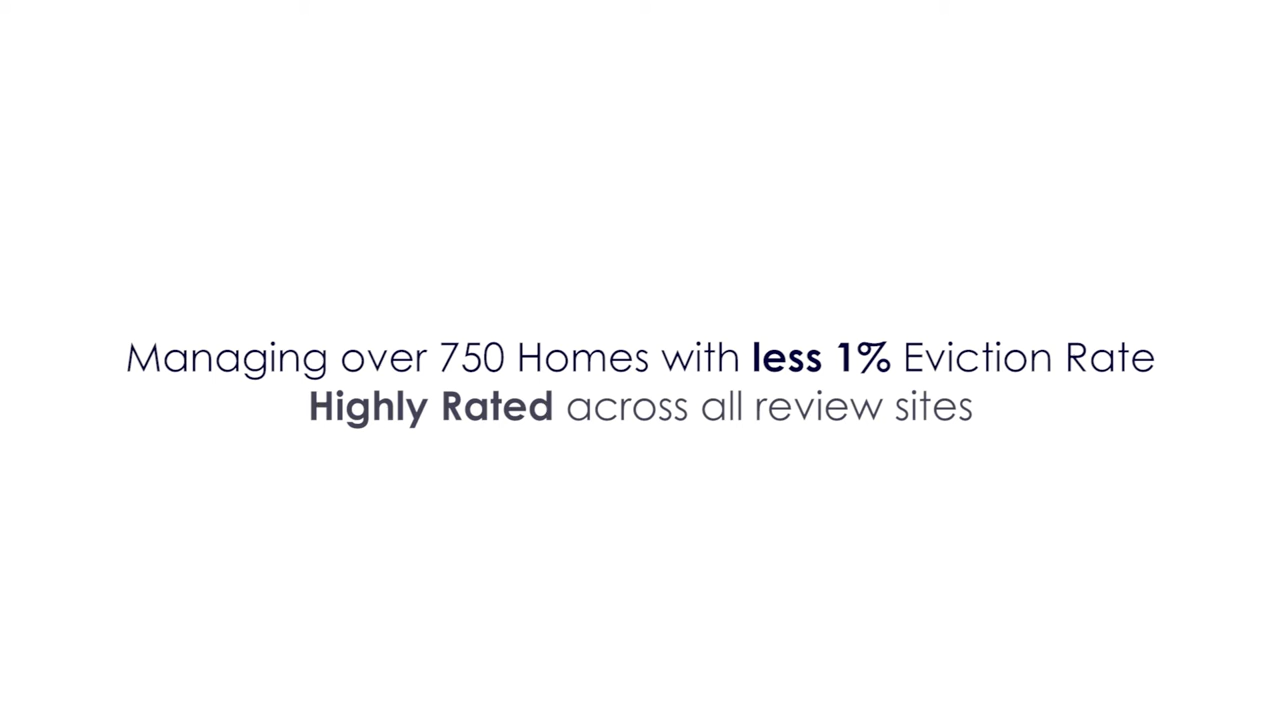 Managing over 750 Homes with less 1% Eviction Rate
Highly Rated across all review sites